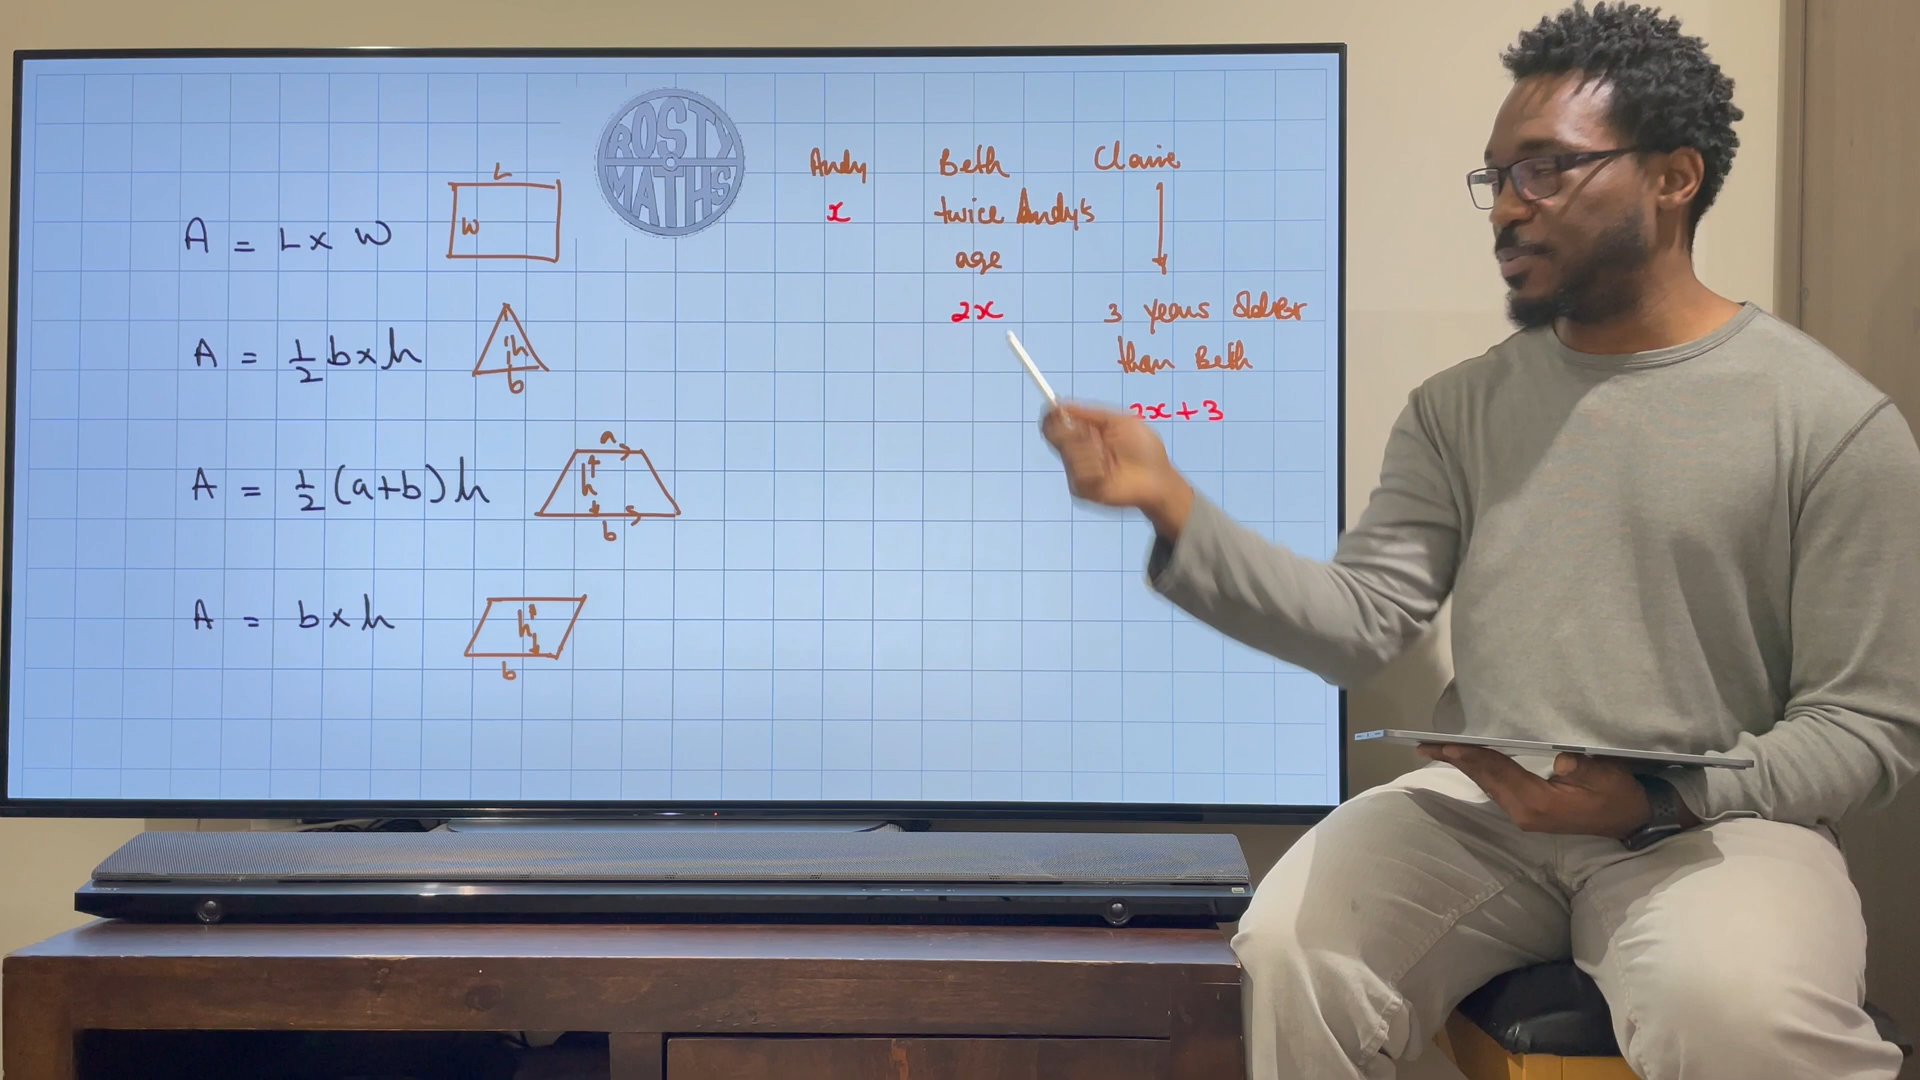 ROSTY
MATHS
A = L x W
L
W
A = 1/2 b x h
h
b
A = 1/2 (a+b) h
a
h
b
A = b x h
h
b
Andy Beth Claire
x twice Andy's
age
2x 3 years older
than Beth
2x + 3